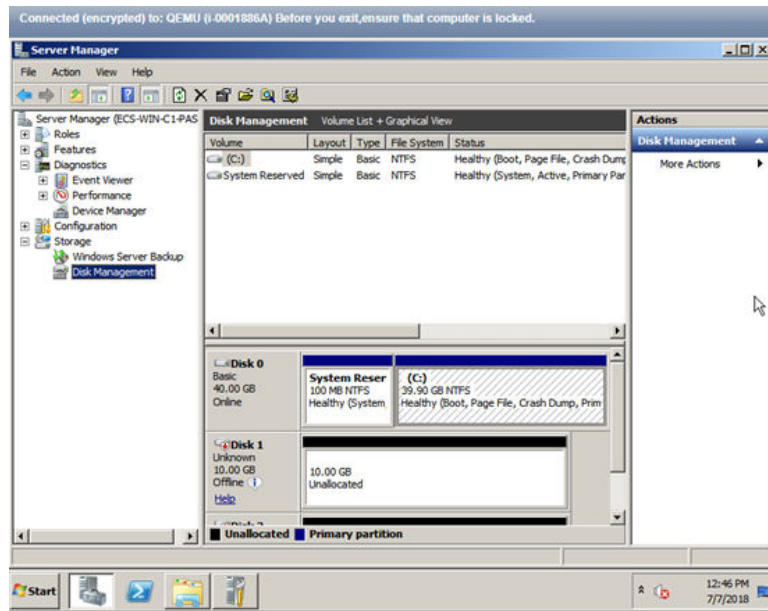 Connected (encrypted) to: QEMU (i-0001886A) Before you exit,ensure that computer is locked.
Server Manager
File Action View Help
Server Manager (ECS-WIN-C1-PAS
Roles
Features
Diagnostics
Event Viewer
Performance
Device Manager
Configuration
Storage
Windows Server Backup
Disk Management
Disk Management Volume List + Graphical View
Volume Layout Type File System Status
(C:) Simple Basic NTFS Healthy (Boot, Page File, Crash Dump
System Reserved Simple Basic NTFS Healthy (System, Active, Primary Par
Disk 0
Basic
40.00 GB
Online
System Reser
100 MB NTFS
Healthy (System,
(C:)
39.90 GB NTFS
Healthy (Boot, Page File, Crash Dump, Prim
Disk 1
Unknown
10.00 GB
Offline
Help
10.00 GB
Unallocated
Unallocated Primary partition
Actions
Disk Management
More Actions
Start
12:46 PM
7/7/2018